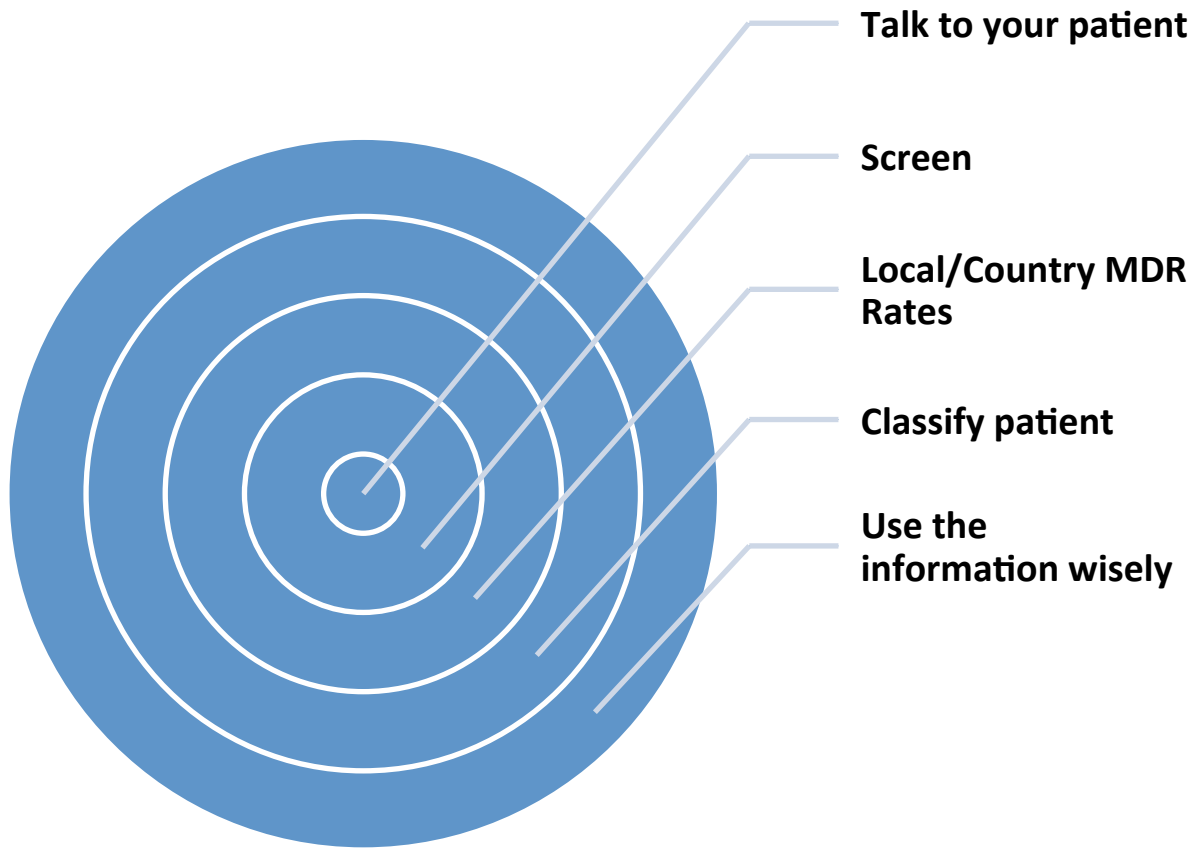 Talk to your patient
Screen
Local/Country MDR
Rates
Classify patient
Use the
information wisely